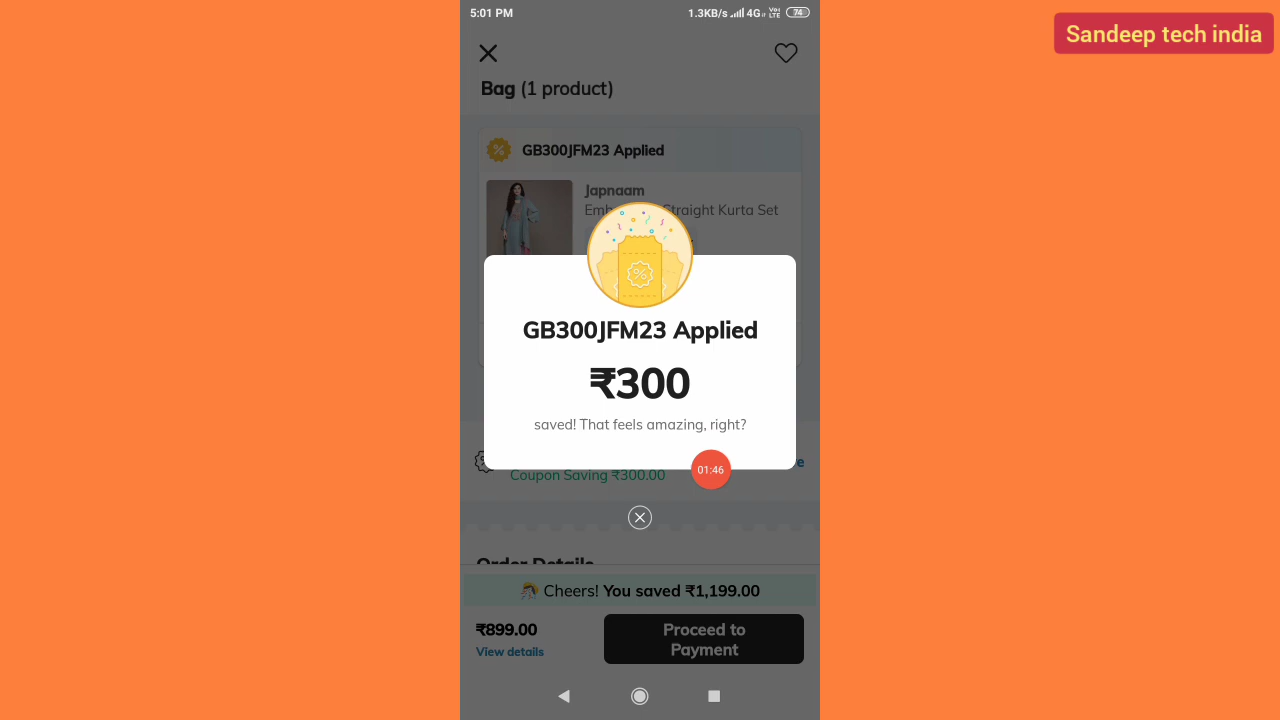 5:01 PM
1.3KB/s 4G Vo LTE 74
Sandeep tech india
Bag (1 product)
GB300JFM23 Applied
Japnaam
Straight Kurta Set
GB300JFM23 Applied
₹300
saved! That feels amazing, right?
01:46
Coupon Saving ₹300.00
Order Details
Cheers! You saved ₹1,199.00
₹899.00
View details
Proceed to
Payment